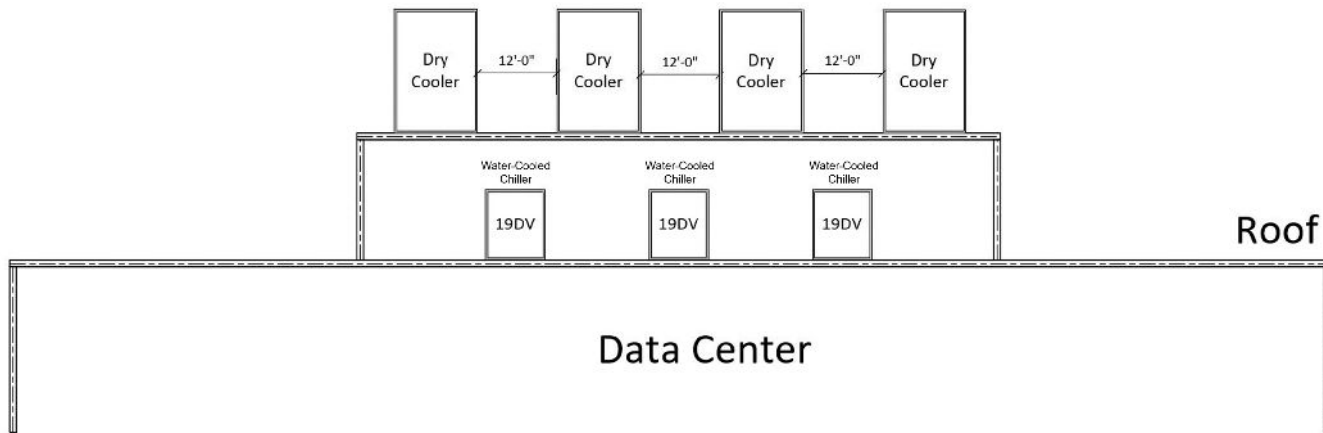 Dry
Cooler
12'-0"
Dry
Cooler
12'-0"
Dry
Cooler
12'-0"
Dry
Cooler
Water-Cooled
Chiller
Water-Cooled
Chiller
Water-Cooled
Chiller
19DV
19DV
19DV
Roof
Data Center